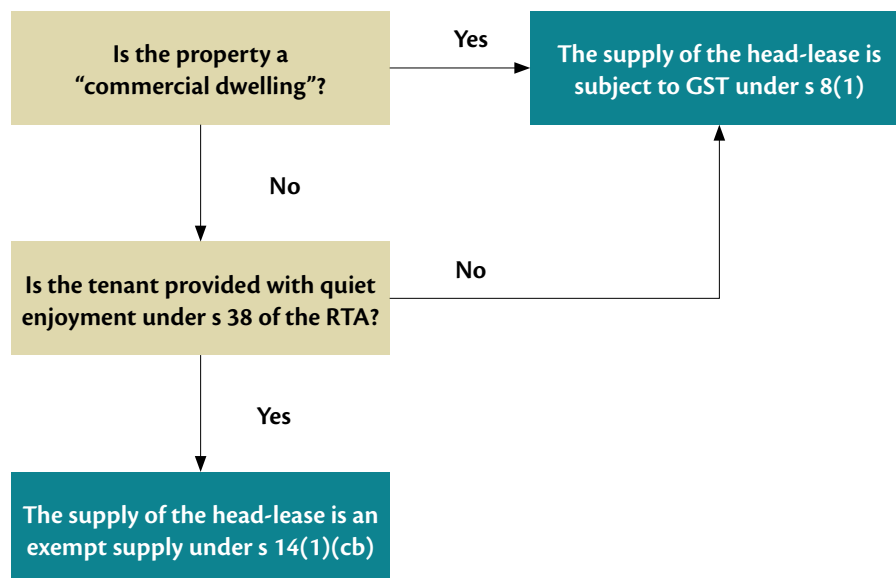 Is the property a
“commercial dwelling”?
Yes
The supply of the head-lease is
subject to GST under s 8(1)
No
Is the tenant provided with quiet
enjoyment under s 38 of the RTA?
No
Yes
The supply of the head-lease is an
exempt supply under s 14(1)(cb)